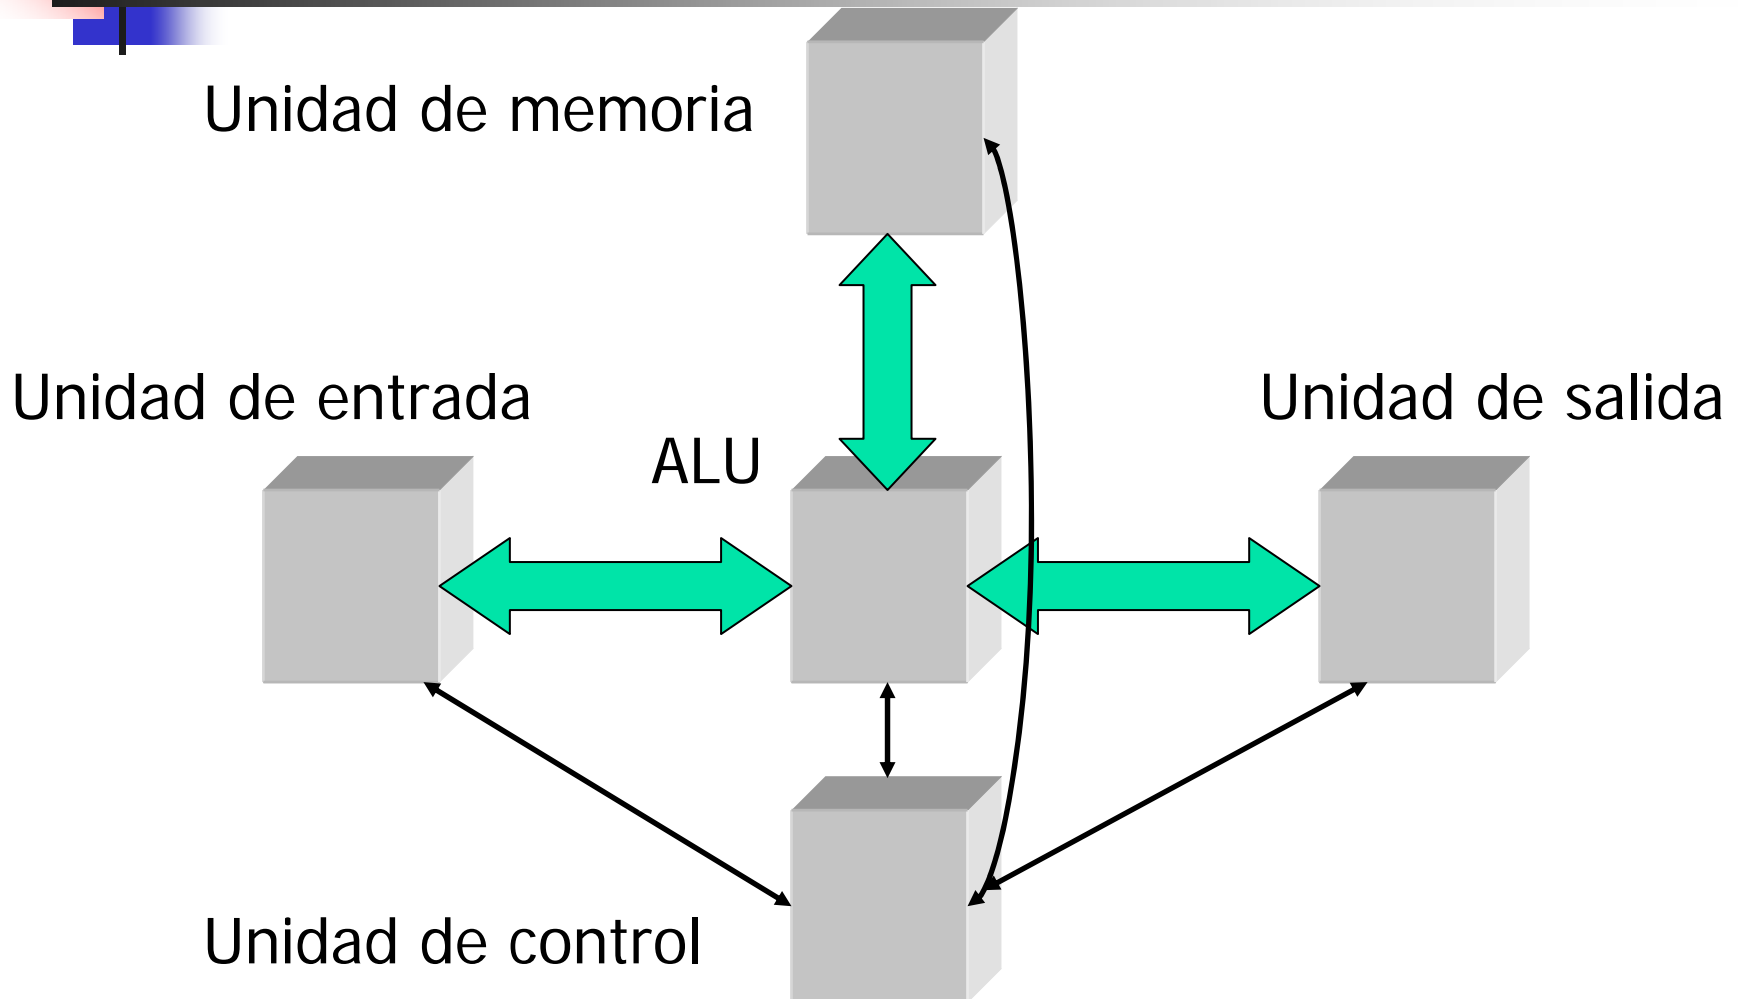 Unidad de memoria
Unidad de entrada
Unidad de salida
ALU
Unidad de control